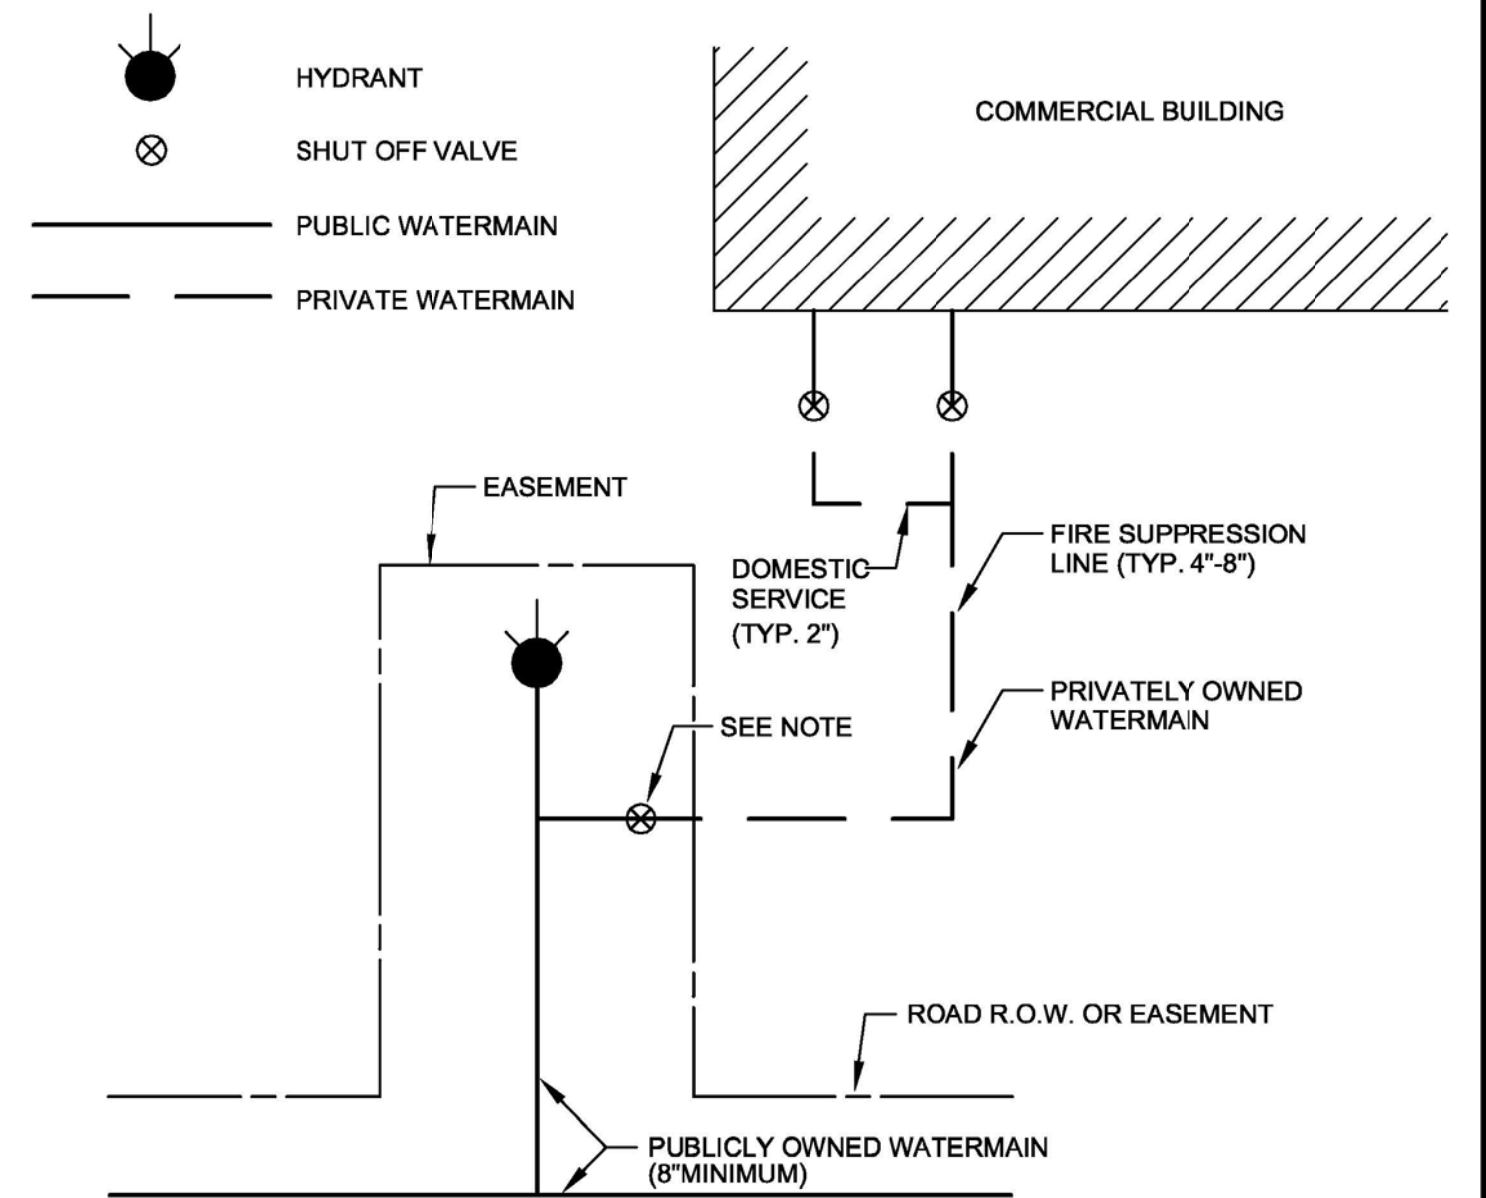 HYDRANT
COMMERCIAL BUILDING
SHUT OFF VALVE
PUBLIC WATERMAIN
PRIVATE WATERMAIN
EASEMENT
FIRE SUPPRESSION
LINE (TYP. 4"-8")
DOMESTIC
SERVICE
(TYP. 2")
PRIVATELY OWNED
WATERMAIN
SEE NOTE
ROAD R.O.W. OR EASEMENT
PUBLICLY OWNED WATERMAIN
(8"MINIMUM)